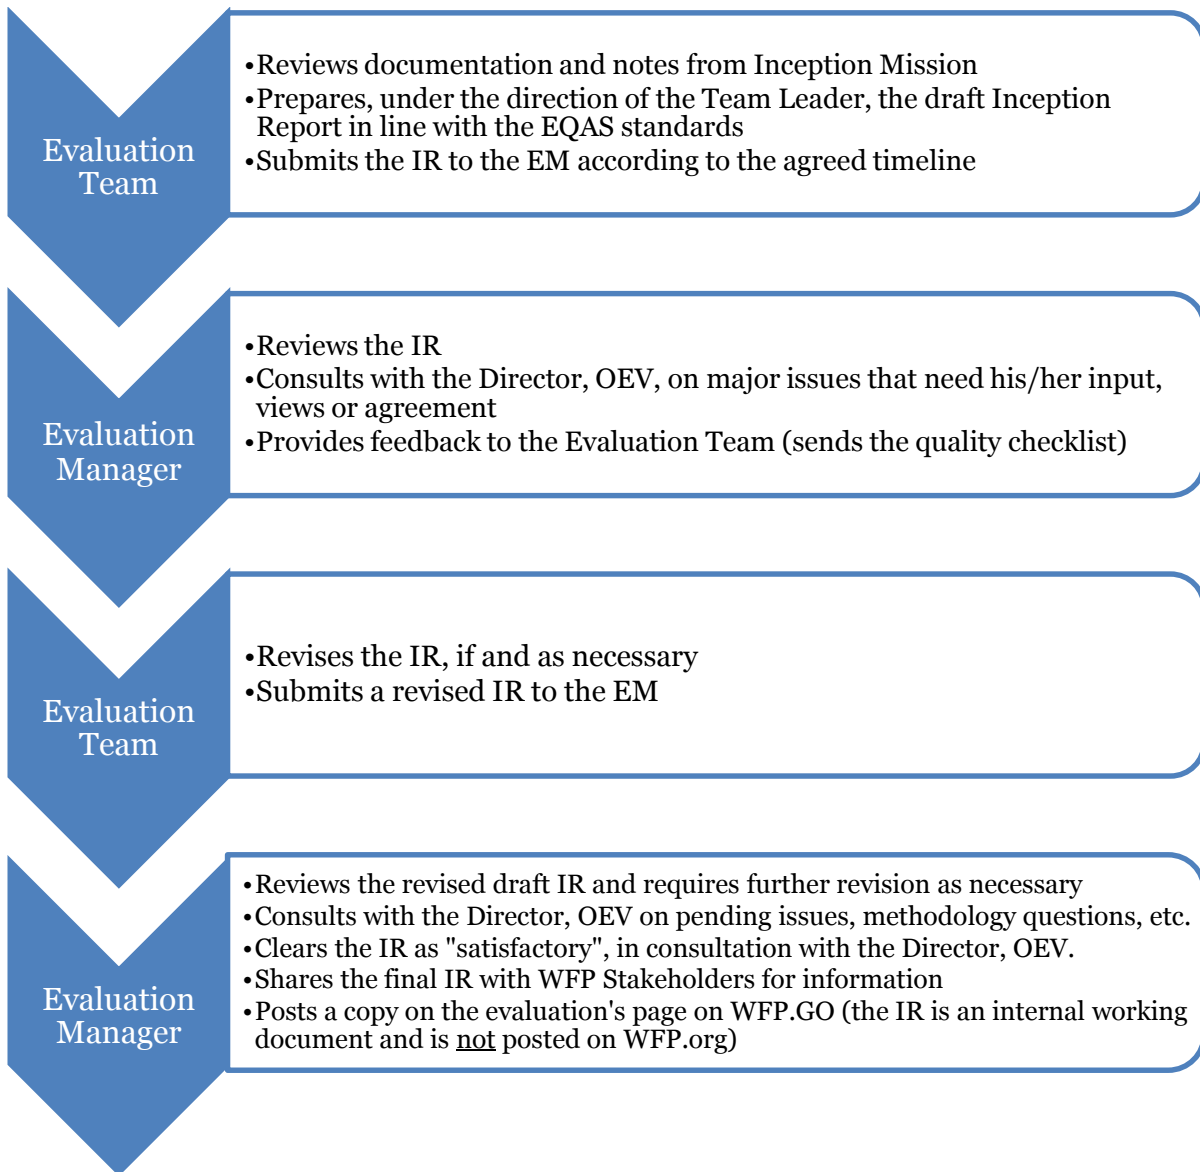 Evaluation
Team
•Reviews documentation and notes from Inception Mission
•Prepares, under the direction of the Team Leader, the draft Inception
Report in line with the EQAS standards
•Submits the IR to the EM according to the agreed timeline
Evaluation
Manager
•Reviews the IR
•Consults with the Director, OEV, on major issues that need his/her input,
views or agreement
•Provides feedback to the Evaluation Team (sends the quality checklist)
Evaluation
Team
•Revises the IR, if and as necessary
•Submits a revised IR to the EM
Evaluation
Manager
•Reviews the revised draft IR and requires further revision as necessary
•Consults with the Director, OEV on pending issues, methodology questions, etc.
•Clears the IR as "satisfactory", in consultation with the Director, OEV.
•Shares the final IR with WFP Stakeholders for information
•Posts a copy on the evaluation's page on WFP.GO (the IR is an internal working
document and is not posted on WFP.org)